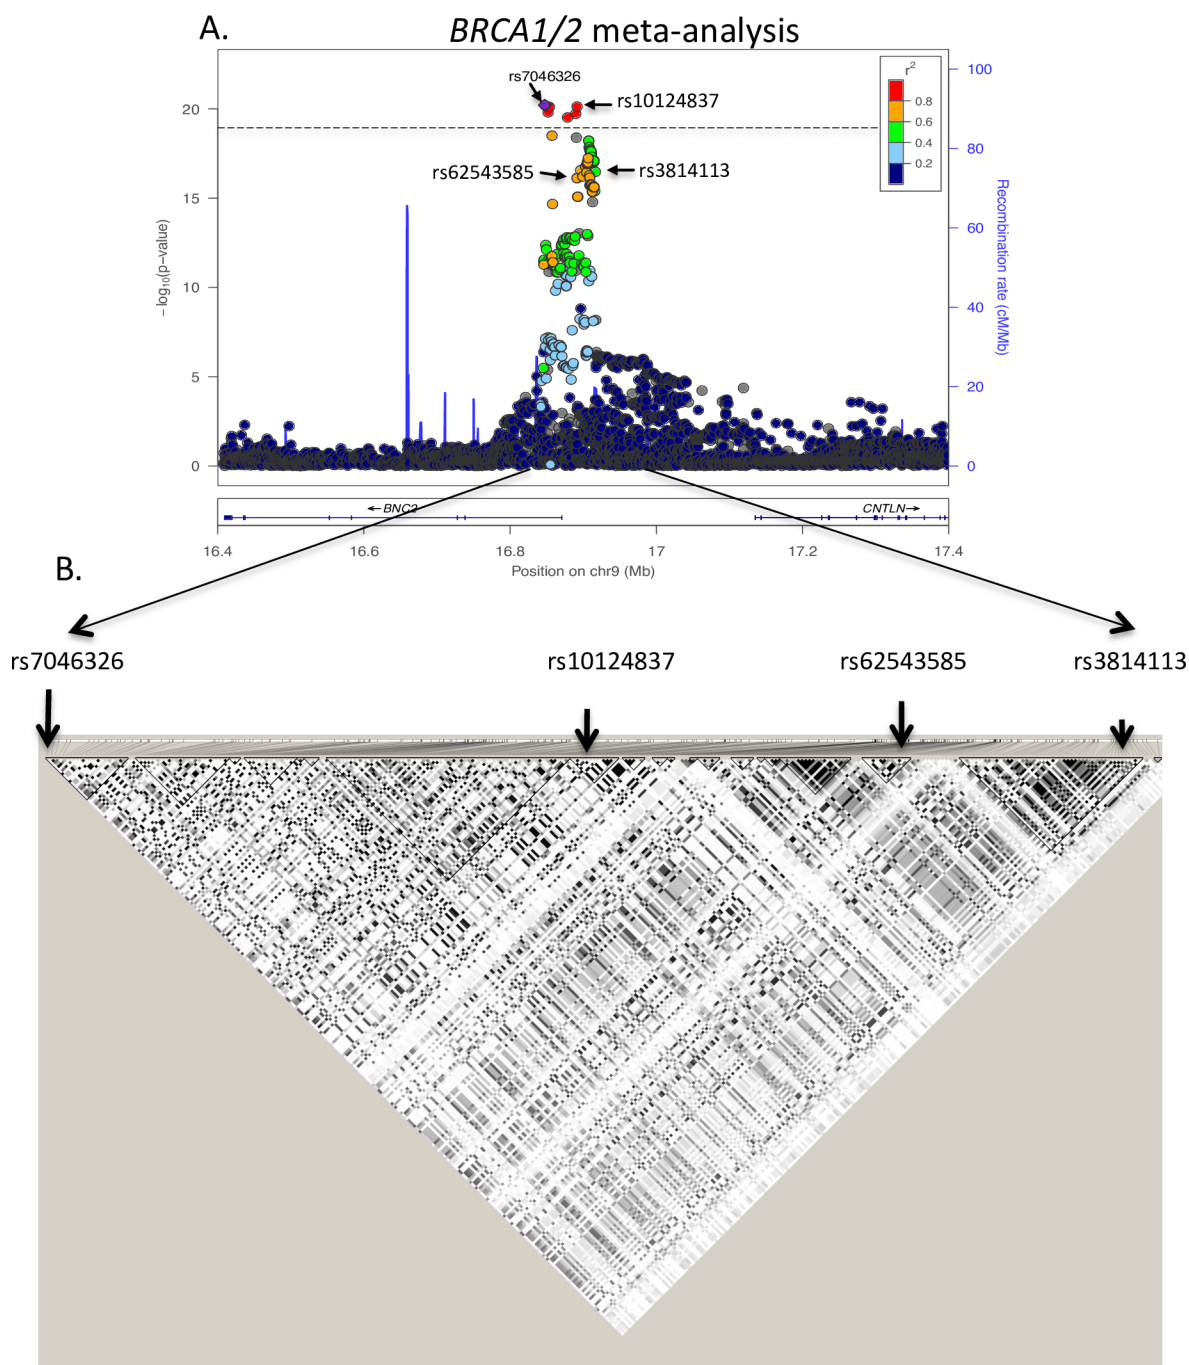 A.
BRCA1/2 meta-analysis
rs7046326
rs10124837
rs62543585
rs3814113
r2
0.8
0.6
0.4
0.2
−log10(p−value)
20
15
10
5
0
Recombination rate (cM/Mb)
100
80
60
40
20
0
←BNC2
CNTLN→
16.4
16.6
16.8
17
17.2
17.4
Position on chr9 (Mb)
B.
rs7046326
rs10124837
rs62543585
rs3814113